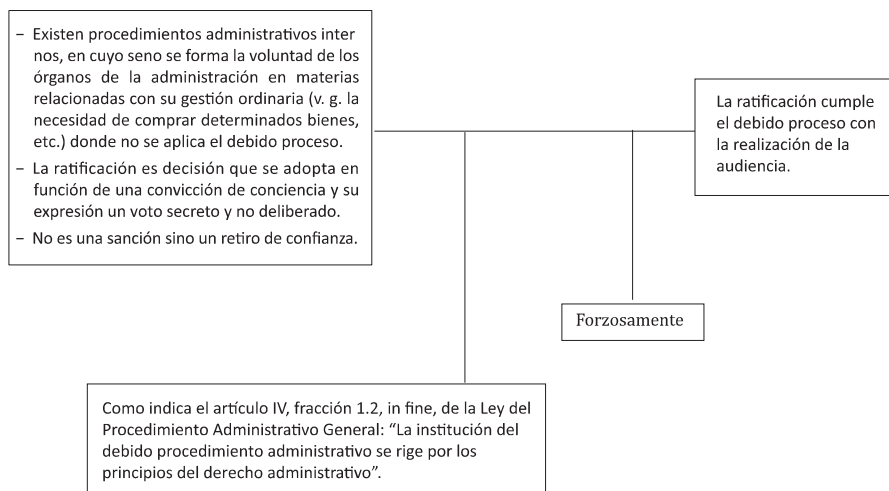 − Existen procedimientos administrativos inter
nos, en cuyo seno se forma la voluntad de los
órganos de la administración en materias
relacionadas con su gestión ordinaria (v. g. la
necesidad de comprar determinados bienes,
etc.) donde no se aplica el debido proceso.
− La ratificación es decisión que se adopta en
función de una convicción de conciencia y su
expresión un voto secreto y no deliberado.
− No es una sanción sino un retiro de confianza.
La ratificación cumple
el debido proceso con
la realización de la
audiencia.
Forzosamente
Como indica el artículo IV, fracción 1.2, in fine, de la Ley del
Procedimiento Administrativo General: “La institución del
debido procedimiento administrativo se rige por los
principios del derecho administrativo”.